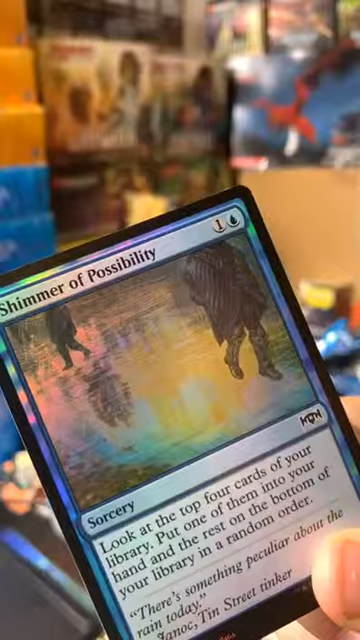 Shimmer of Possibility
1
Sorcery
Look at the top four cards of your
library. Put one of them into your
hand and the rest on the bottom of
your library in a random order.
"There's something peculiar about the
rain today."
Janoc, Tin Street tinker